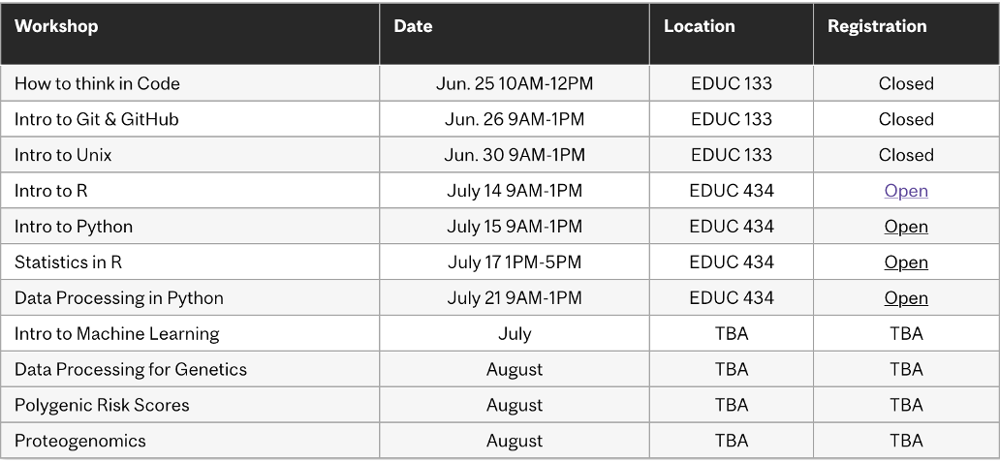 Workshop Date Location Registration
How to think in Code Jun. 25 10AM-12PM EDUC 133 Closed
Intro to Git & GitHub Jun. 26 9AM-1PM EDUC 133 Closed
Intro to Unix Jun. 30 9AM-1PM EDUC 133 Closed
Intro to R July 14 9AM-1PM EDUC 434 Open
Intro to Python July 15 9AM-1PM EDUC 434 Open
Statistics in R July 17 1PM-5PM EDUC 434 Open
Data Processing in Python July 21 9AM-1PM EDUC 434 Open
Intro to Machine Learning July TBA TBA
Data Processing for Genetics August TBA TBA
Polygenic Risk Scores August TBA TBA
Proteogenomics August TBA TBA